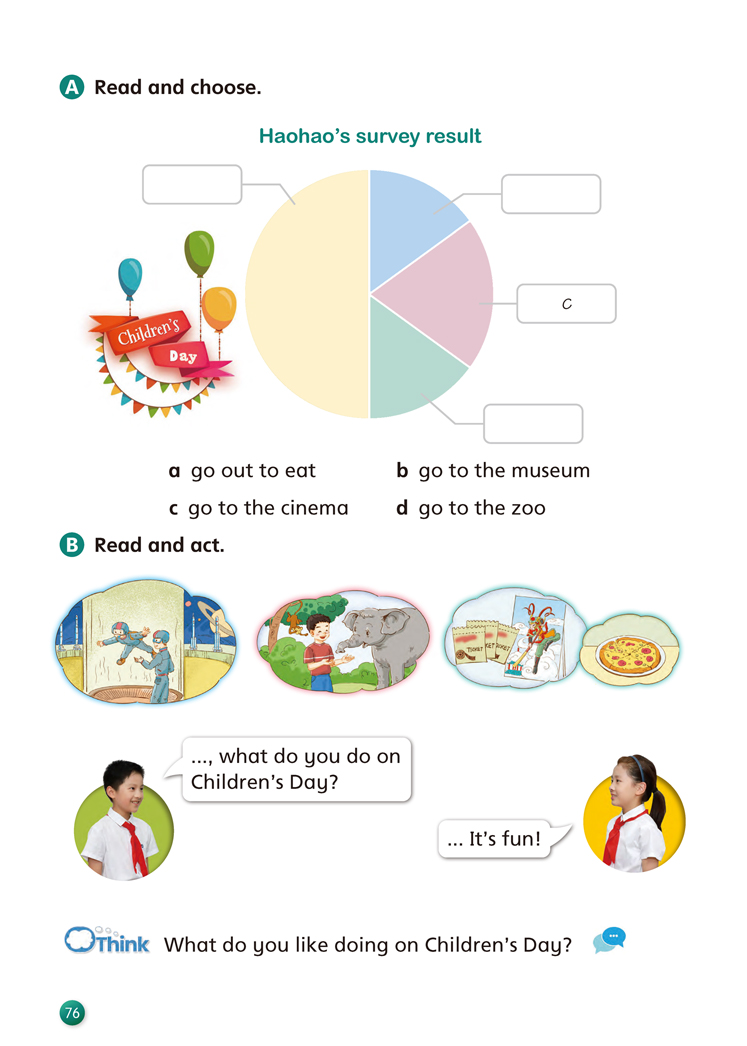 A Read and choose.
Haohao's survey result
c
Children's
Day
a go out to eat
b go to the museum
c go to the cinema
d go to the zoo
B Read and act.
TICKET
KET
TICKET
..., what do you do on
Children's Day?
... It's fun!
Think What do you like doing on Children's Day?
76